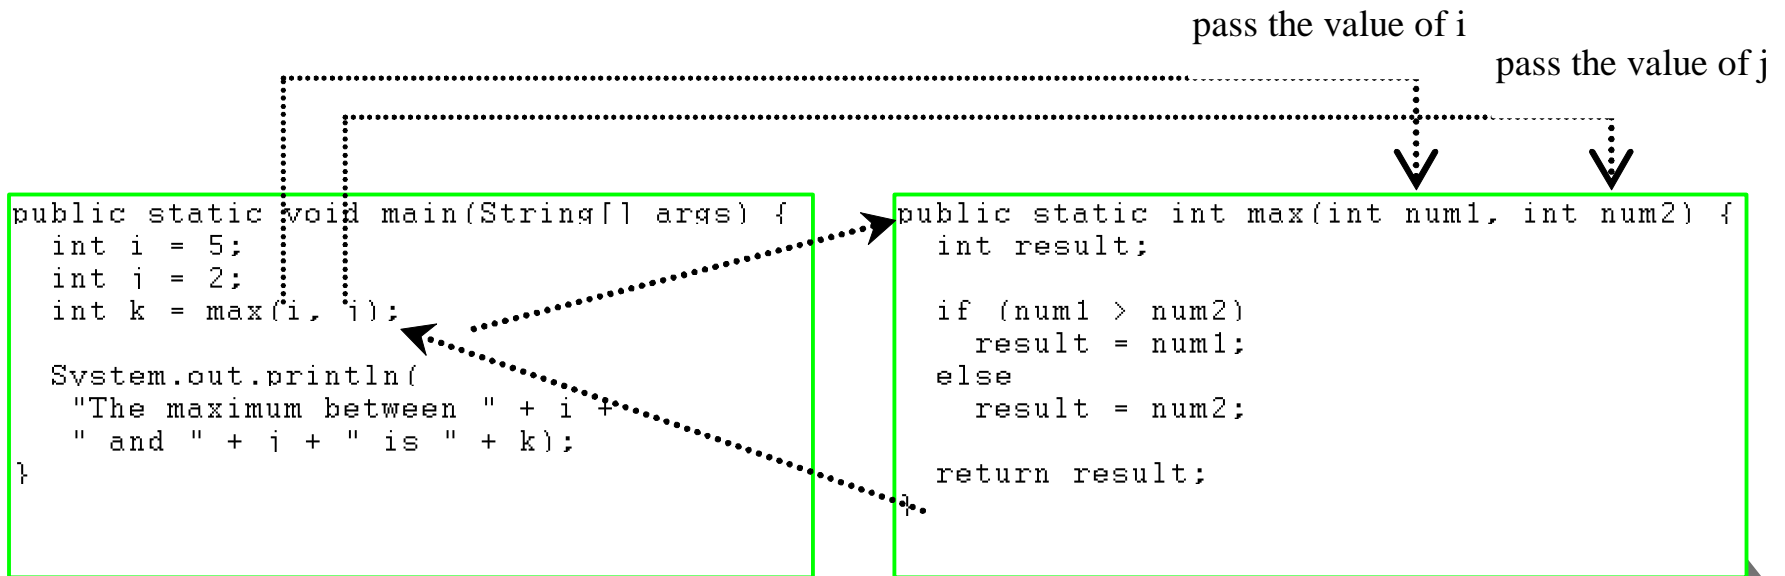 pass the value of i
pass the value of j
public static void main(String[] args) {
  int i = 5;
  int j = 2;
  int k = max(i, j);

  System.out.println(
   "The maximum between " + i +
   " and " + j + " is " + k);
}
public static int max(int num1, int num2) {
  int result;

  if (num1 > num2)
    result = num1;
  else
    result = num2;

  return result;
}